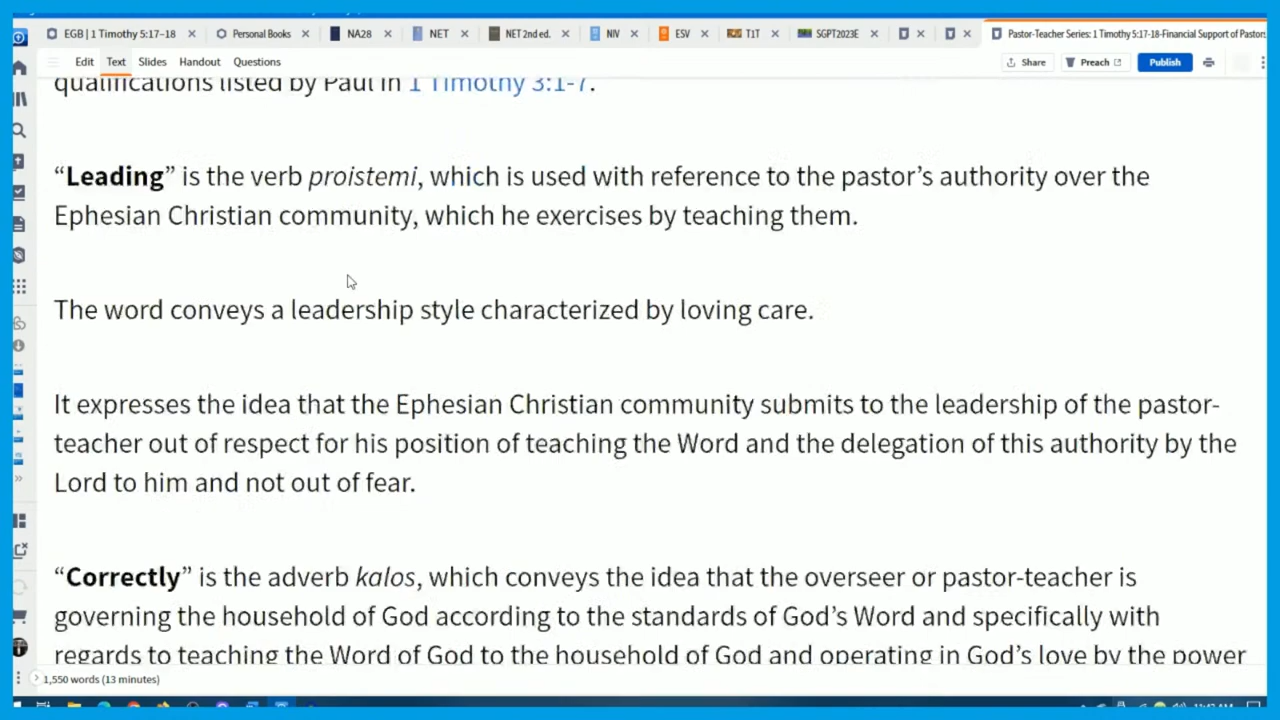 EGB | 1 Timothy 5:17–18
Personal Books
NA28
NET
NET 2nd ed.
NIV
ESV
T1T
SGPT2023E
Pastor-Teacher Series: 1 Timothy 5:17-18-Financial Support of Pastors
Edit Text Slides Handout Questions
Share Preach Publish
qualifications listed by Paul in 1 Timothy 3:1-7.
“Leading” is the verb proistemi, which is used with reference to the pastor’s authority over the
Ephesian Christian community, which he exercises by teaching them.
The word conveys a leadership style characterized by loving care.
It expresses the idea that the Ephesian Christian community submits to the leadership of the pastor-
teacher out of respect for his position of teaching the Word and the delegation of this authority by the
Lord to him and not out of fear.
“Correctly” is the adverb kalos, which conveys the idea that the overseer or pastor-teacher is
governing the household of God according to the standards of God’s Word and specifically with
regards to teaching the Word of God to the household of God and operating in God’s love by the power
1,550 words (13 minutes)